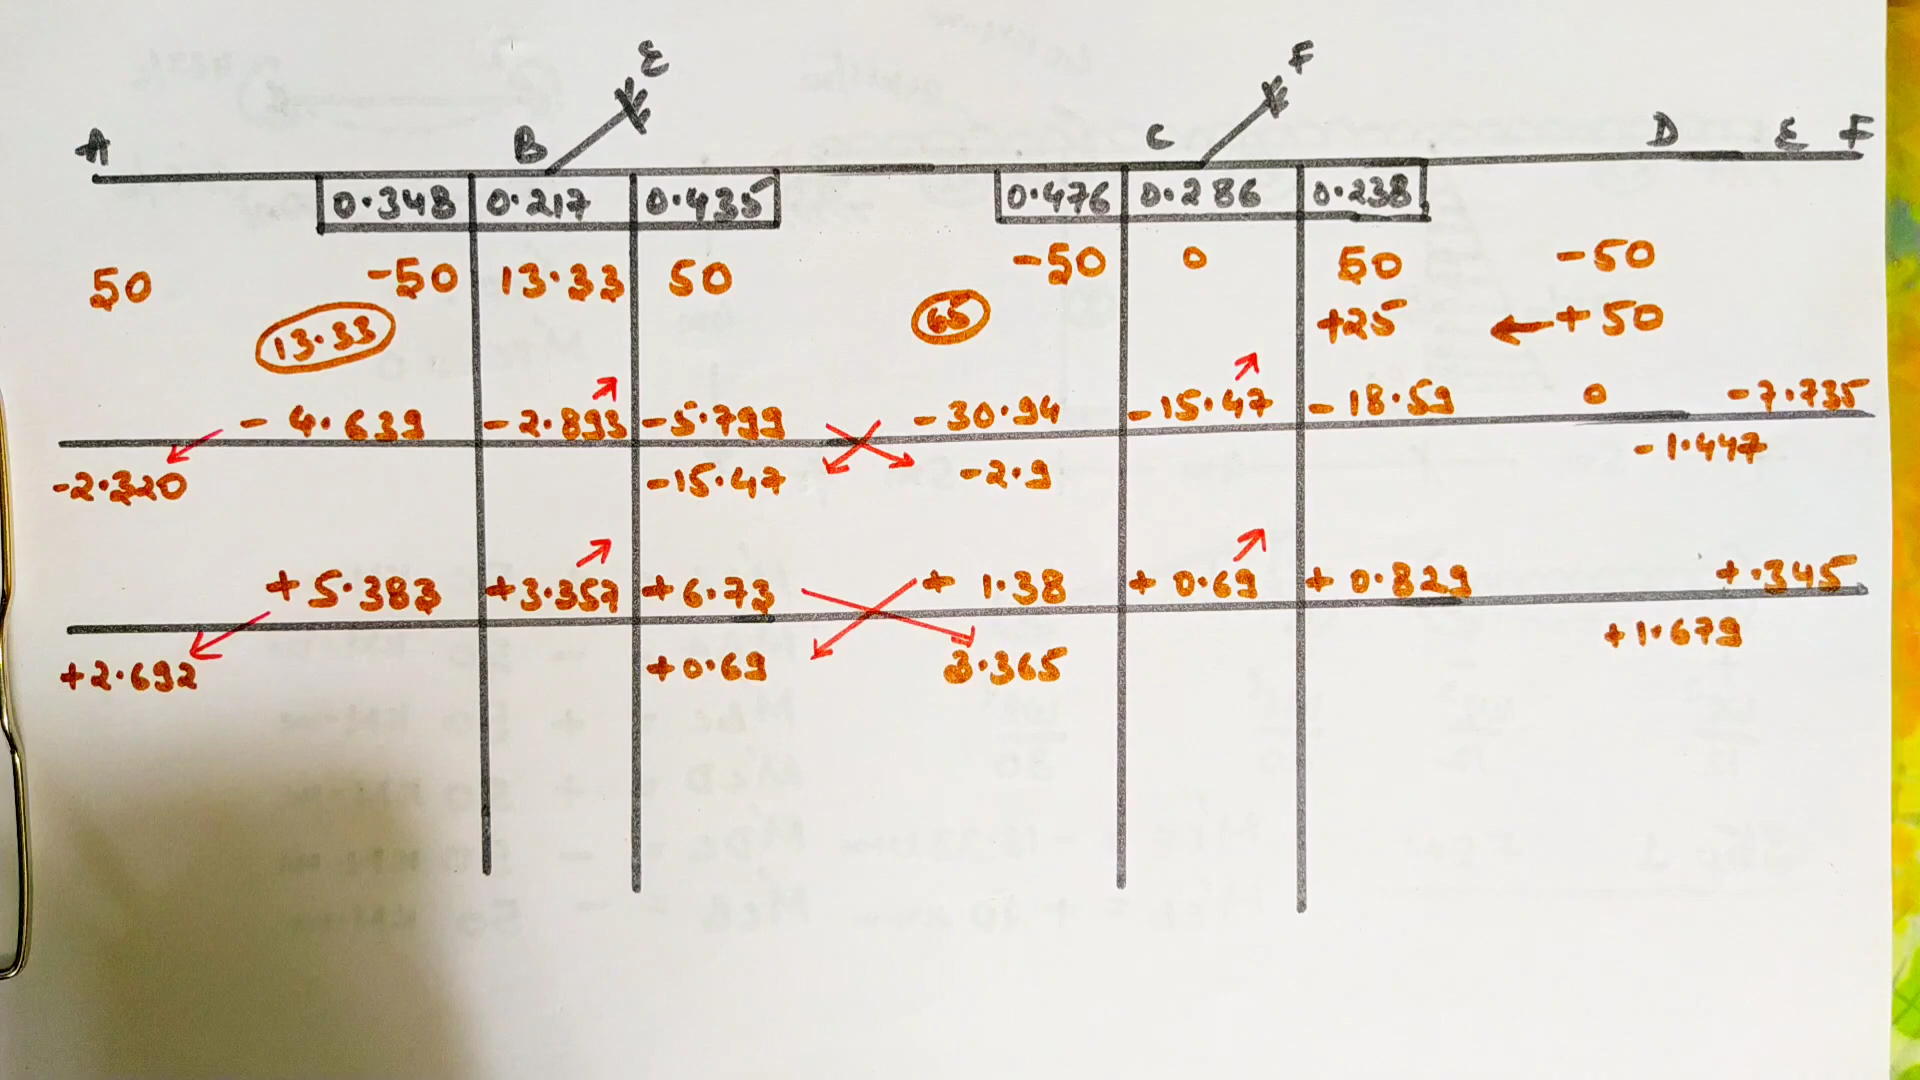 E F
A B C D E F
0.348 0.217 0.435 0.476 0.286 0.238
50 -50 13.33 50 -50 0 50 -50
13.33 65 +25 +50
-4.639 -2.893 -5.799 -30.94 -15.47 -18.59 0 -7.735
-2.320 -15.47 -2.9 -1.447
+5.383 +3.357 +6.73 +1.38 +0.69 +0.829 +.345
+2.692 +0.69 3.365 +1.679